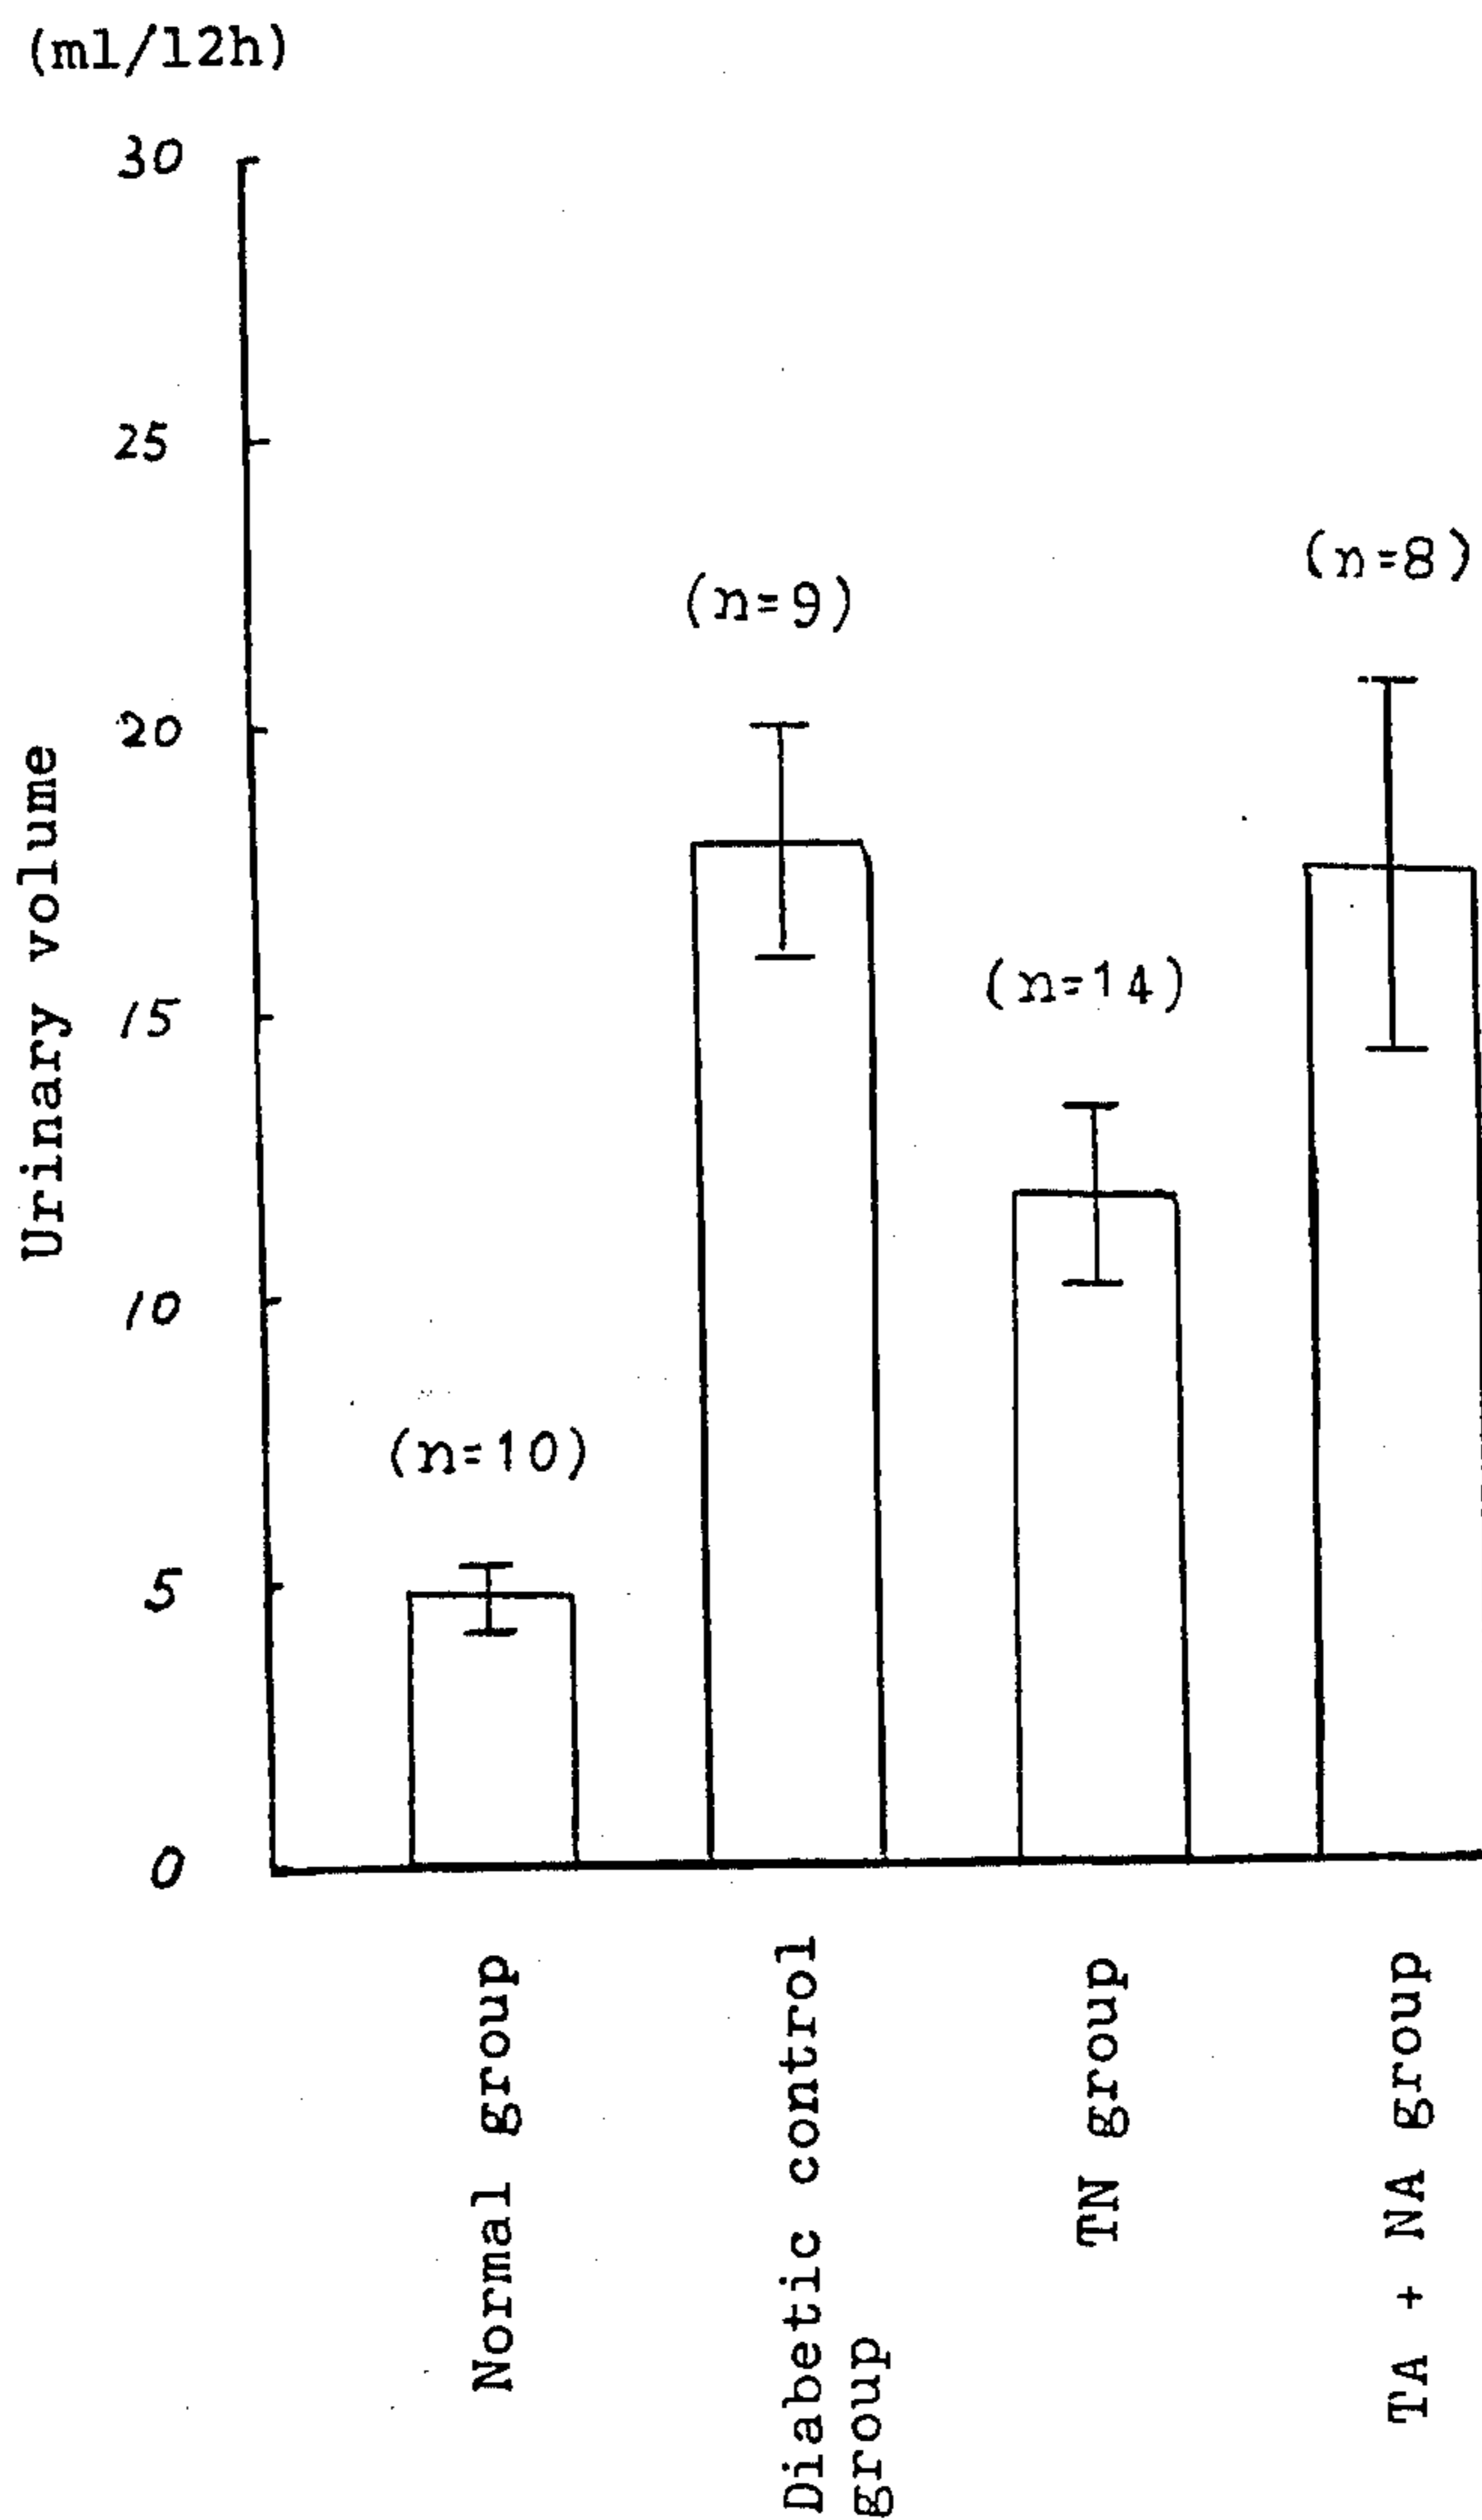 (ml/12h)
30
25
20
15
10
5
0
Urinary volume
(n=10)
(n=9)
(n=14)
(n=8)
Normal group
Diabetic control
group
TN group
TA + NA group